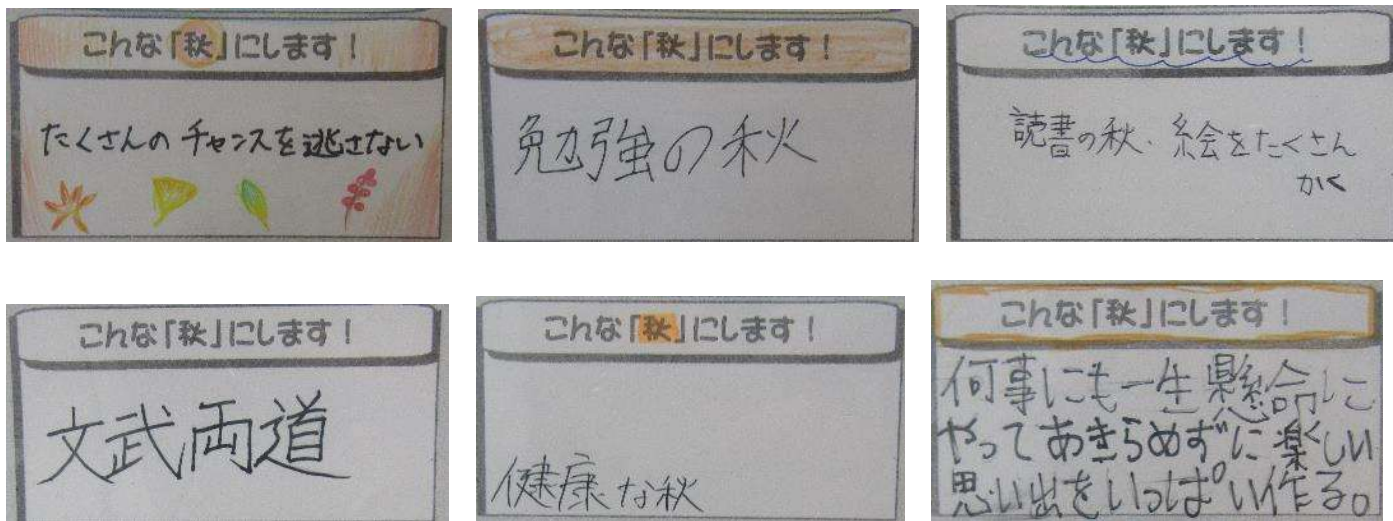 こんな「秋」にします！
たくさんのチャンスを逃さない
こんな「秋」にします！
勉強の秋
こんな「秋」にします！
読書の秋・絵をたくさん
かく
こんな「秋」にします！
文武両道
こんな「秋」にします！
健康な秋
こんな「秋」にします！
何事にも一生懸命に
やってあきらめずに楽しい
思い出をいっぱい作る。